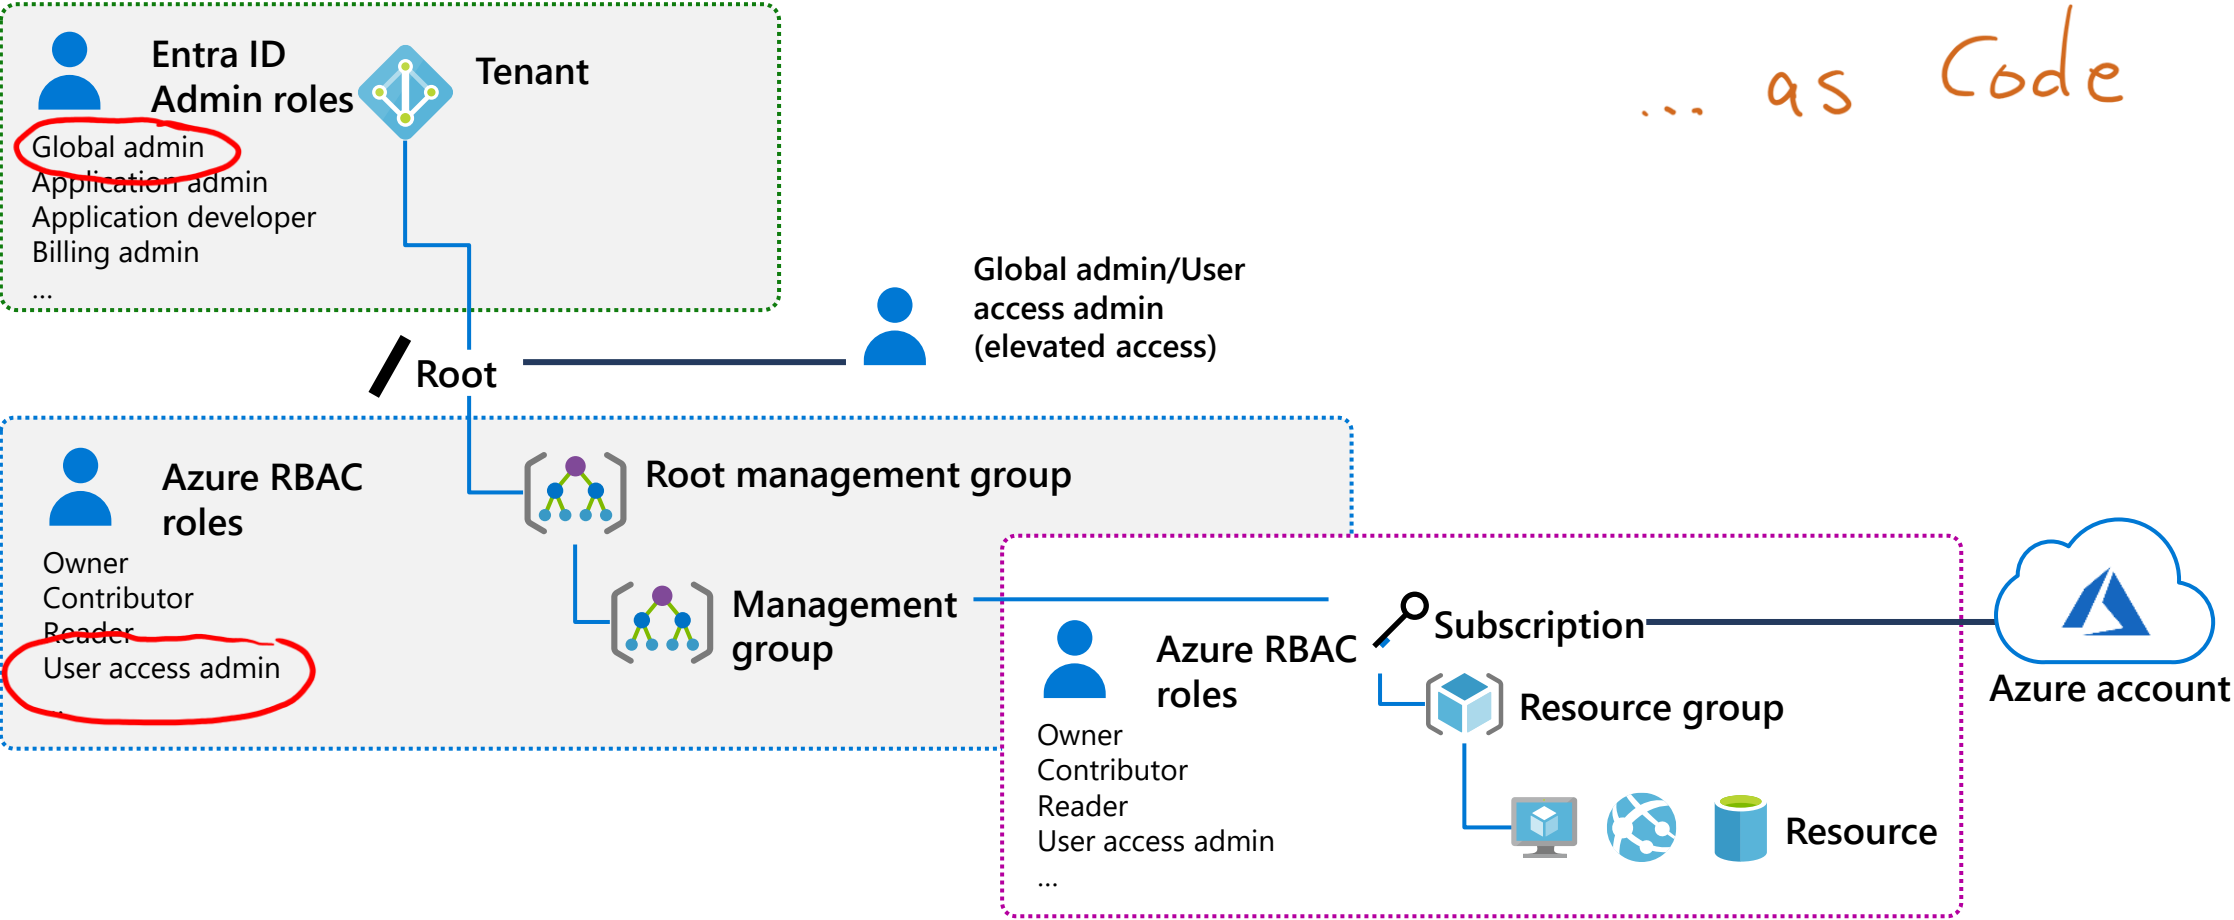 Entra ID
Admin roles
Tenant
... as Code
Global admin
Application admin
Application developer
Billing admin
...
Global admin/User
access admin
(elevated access)
Root
Azure RBAC
roles
Root management group
Owner
Contributor
Reader
User access admin
...
Management
group
Subscription
Azure RBAC
roles
Azure account
Resource group
Owner
Contributor
Reader
User access admin
...
Resource